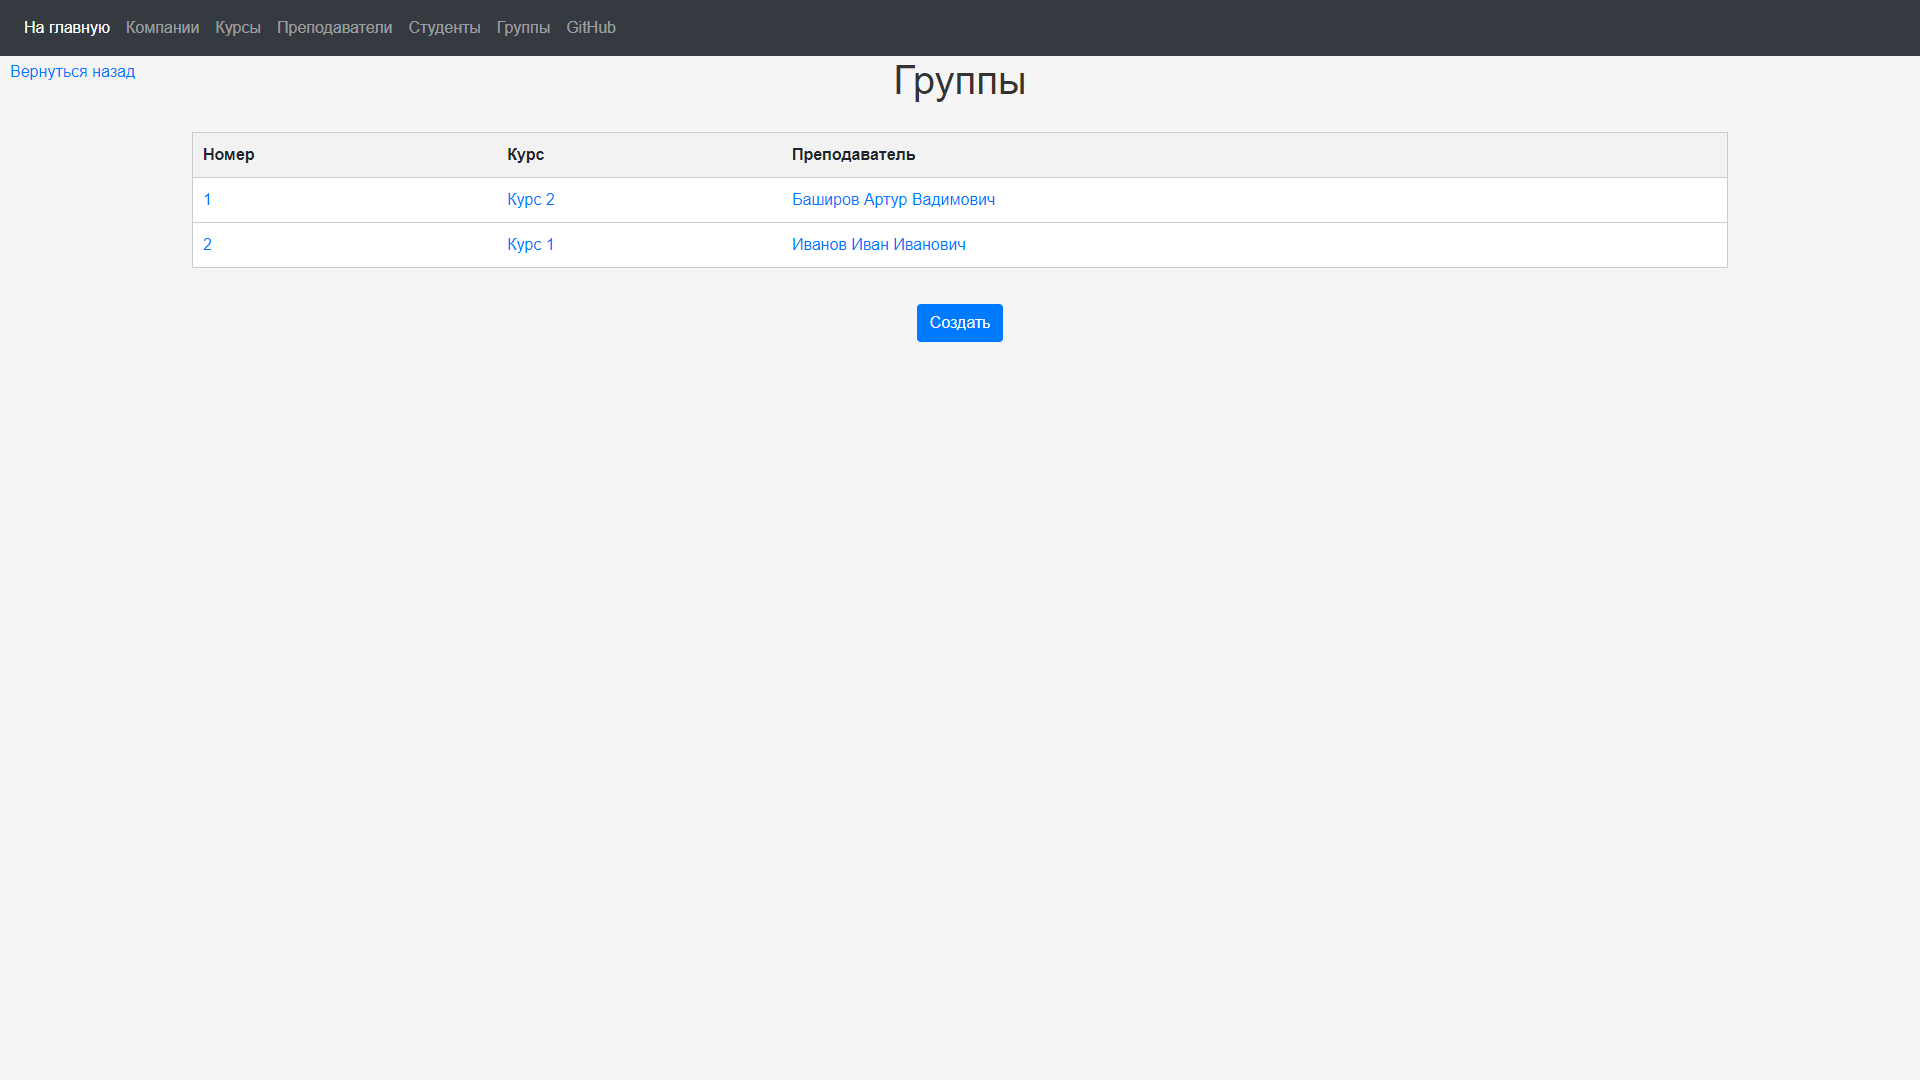 На главную Компании Курсы Преподаватели Студенты Группы GitHub
Вернуться назад
Группы
Номер Курс Преподаватель
1 Курс 2 Баширов Артур Вадимович
2 Курс 1 Иванов Иван Иванович
Создать